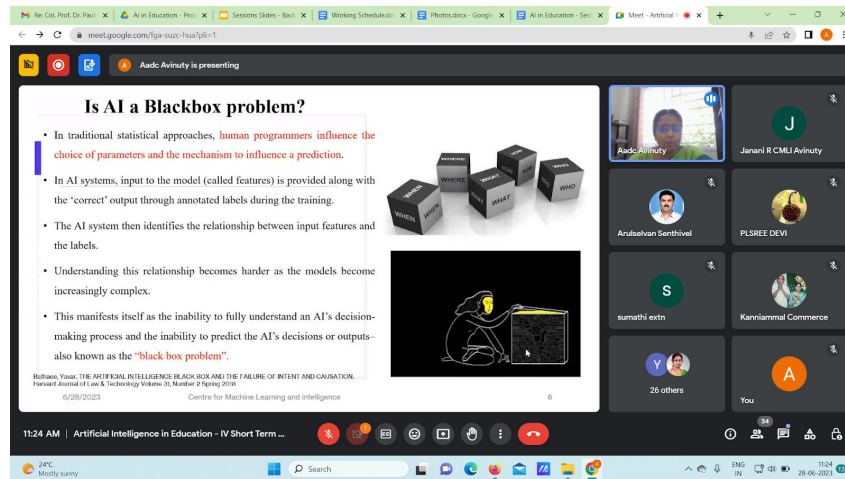 Re: Col. Prof. Dr. Paul
AI in Education - Prog
Sessions Slides - Back
Working Schedule.do
Photos.docx - Google
AI in Education - Sess
Meet - Artificial I
meet.google.com/fga-suzc-hua?pli=1
A
A
Aadc Avinuty is presenting
Is AI a Blackbox problem?
• In traditional statistical approaches, human programmers influence the
choice of parameters and the mechanism to influence a prediction.
• In AI systems, input to the model (called features) is provided along with
the ‘correct’ output through annotated labels during the training.
• The AI system then identifies the relationship between input features and
the labels.
• Understanding this relationship becomes harder as the models become
increasingly complex.
• This manifests itself as the inability to fully understand an AI’s decision-
making process and the inability to predict the AI’s decisions or outputs–
also known as the “black box problem”.
Bathaee, Yavar. THE ARTIFICIAL INTELLIGENCE BLACK BOX AND THE FAILURE OF INTENT AND CAUSATION.
Harvard Journal of Law & Technology Volume 31, Number 2 Spring 2018
6/28/2023
Centre for Machine Learning and Intelligence
6
WHERE
WHERE
WHEN
WHEN
WHAT
WHAT
HOW
HOW
NOW
WHO
WHO
Aadc Avinuty
J
Janani R CMLI Avinuty
Arulselvan Senthivel
PLSREE DEVI
S
sumathi extn
Kanniammal Commerce
Y
26 others
A
You
11:24 AM | Artificial Intelligence in Education - IV Short Term ...
34
24°C
Mostly sunny
Search
ENG
IN
11:24
28-06-2023